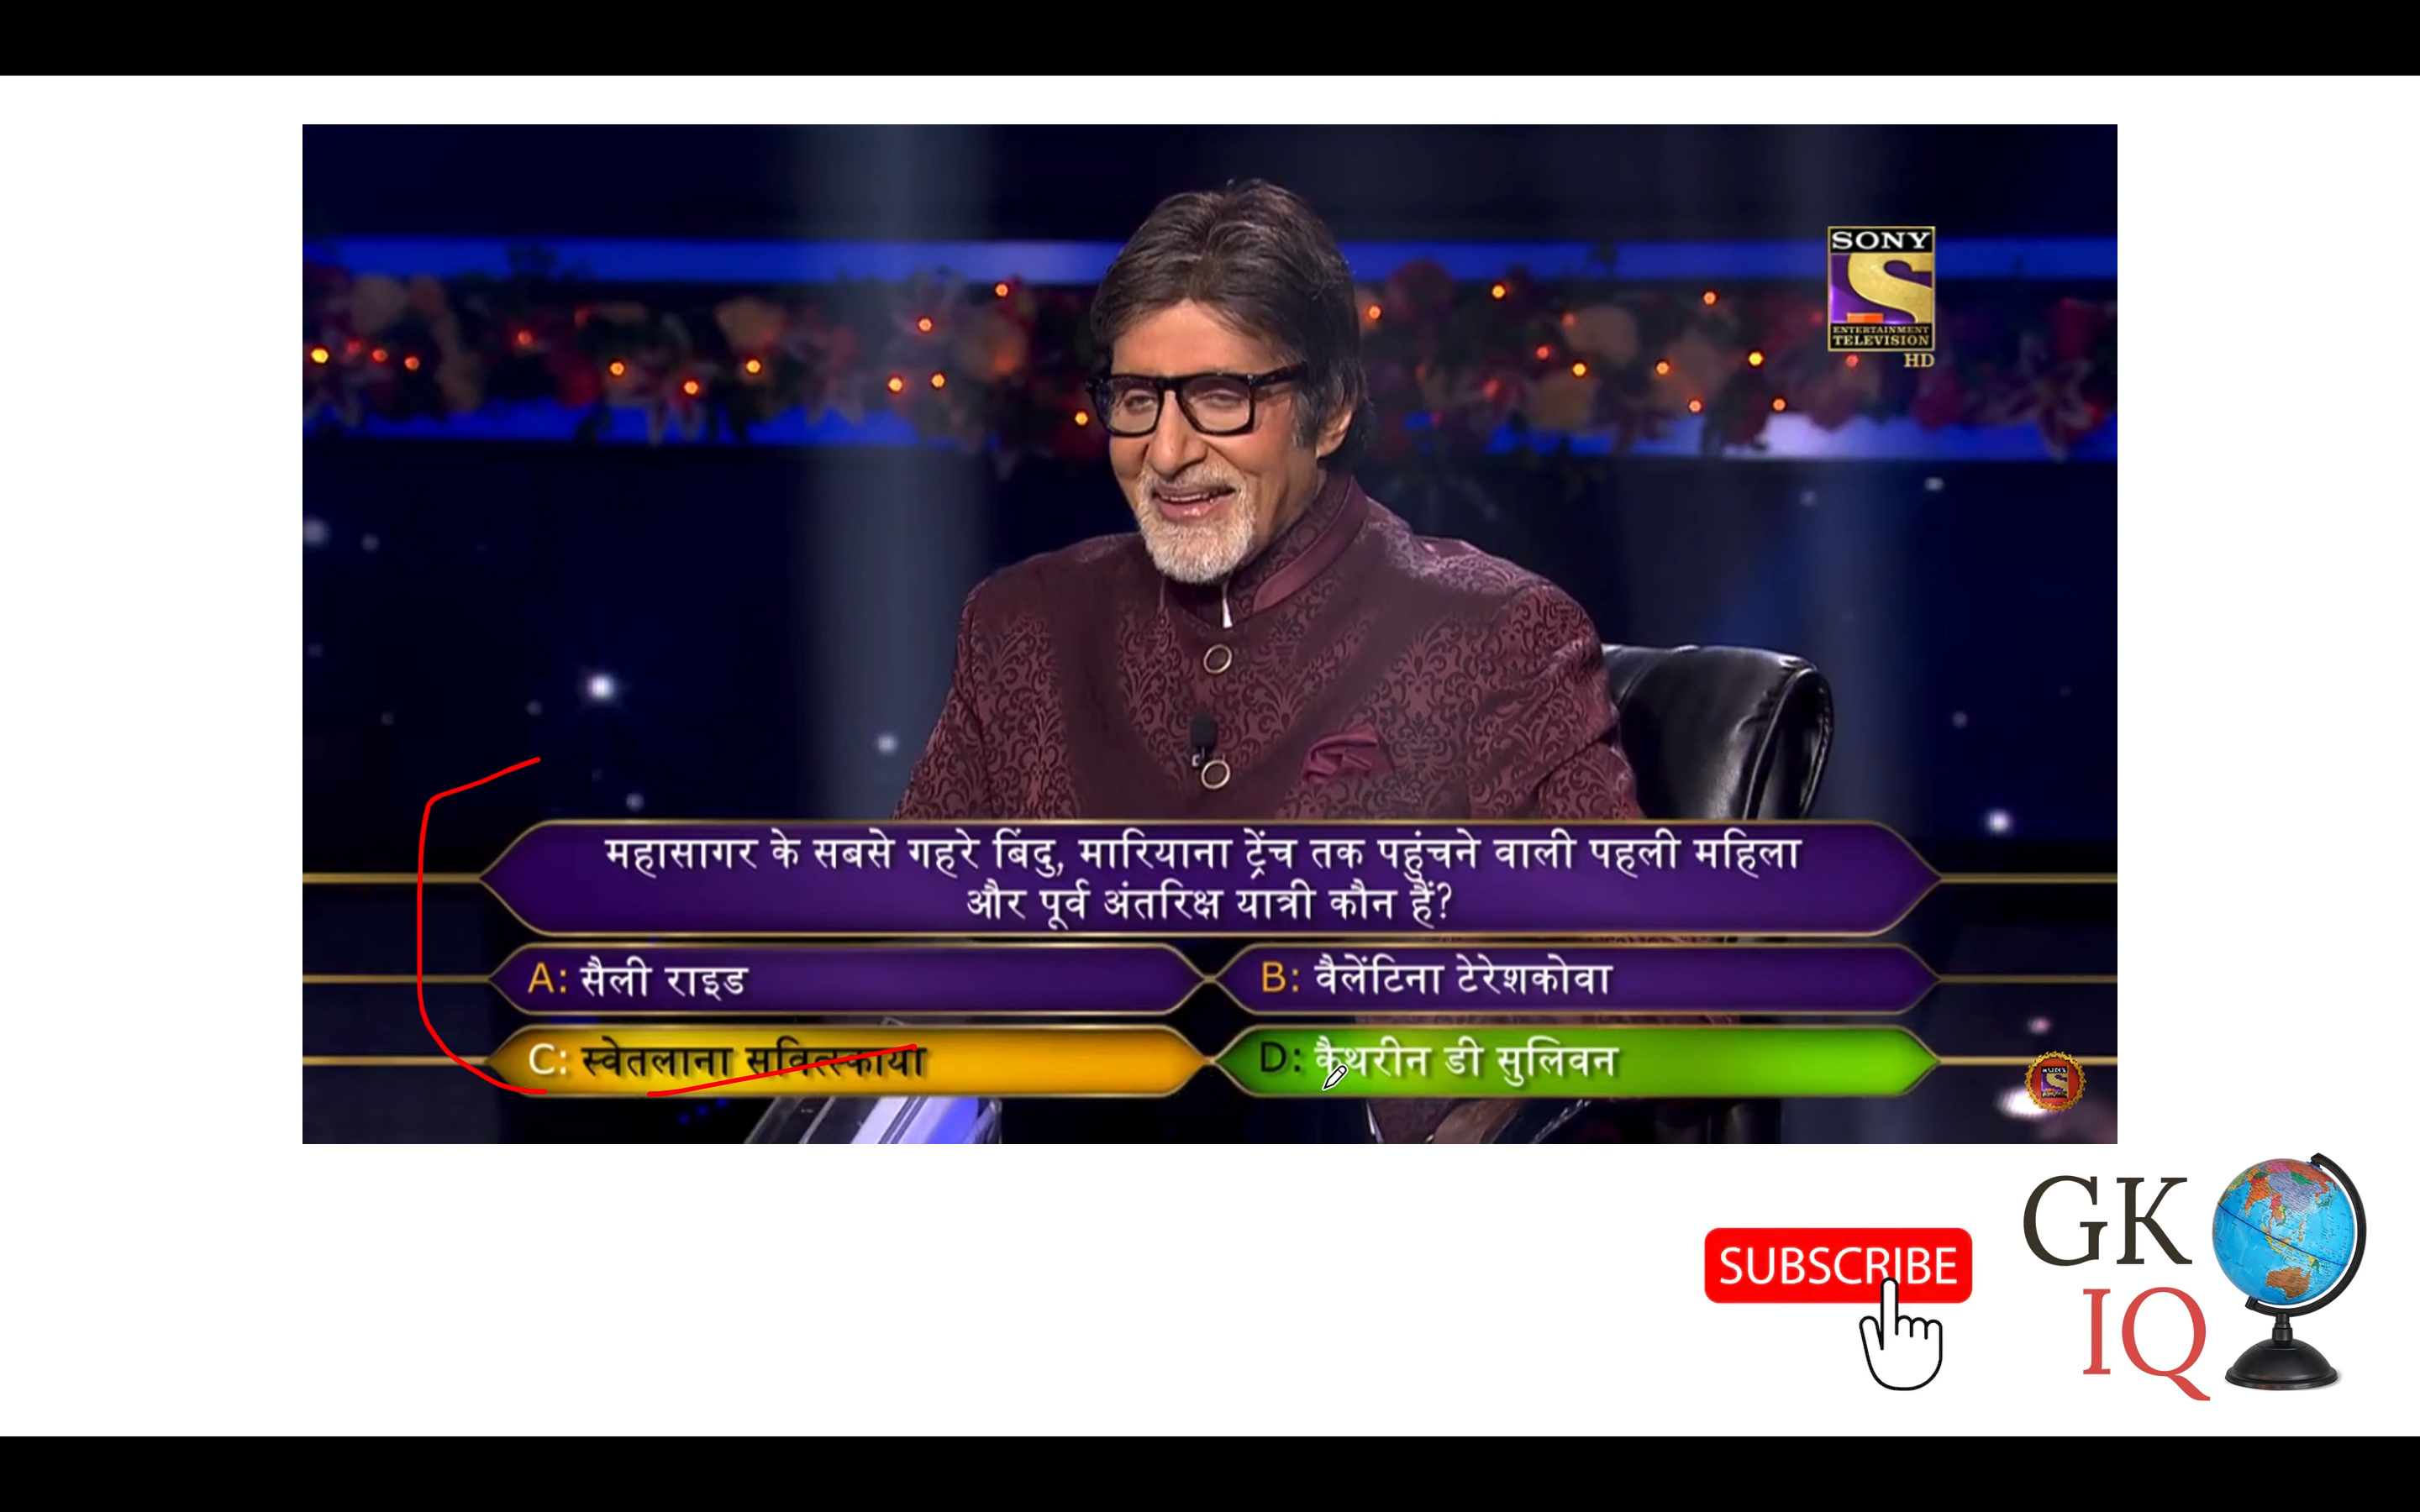 SONY
ENTERTAINMENT
TELEVISION
HD
महासागर के सबसे गहरे बिंदु, मारियाना ट्रेंच तक पहुंचने वाली पहली महिला
और पूर्व अंतरिक्ष यात्री कौन हैं?
A: सैली राइड
B: वैलेंटिना टेरेशकोवा
C: स्वेतलाना सवित्स्काया
D: कैथरीन डी सुलिवन
SUBSCRIBE
GK
IQ